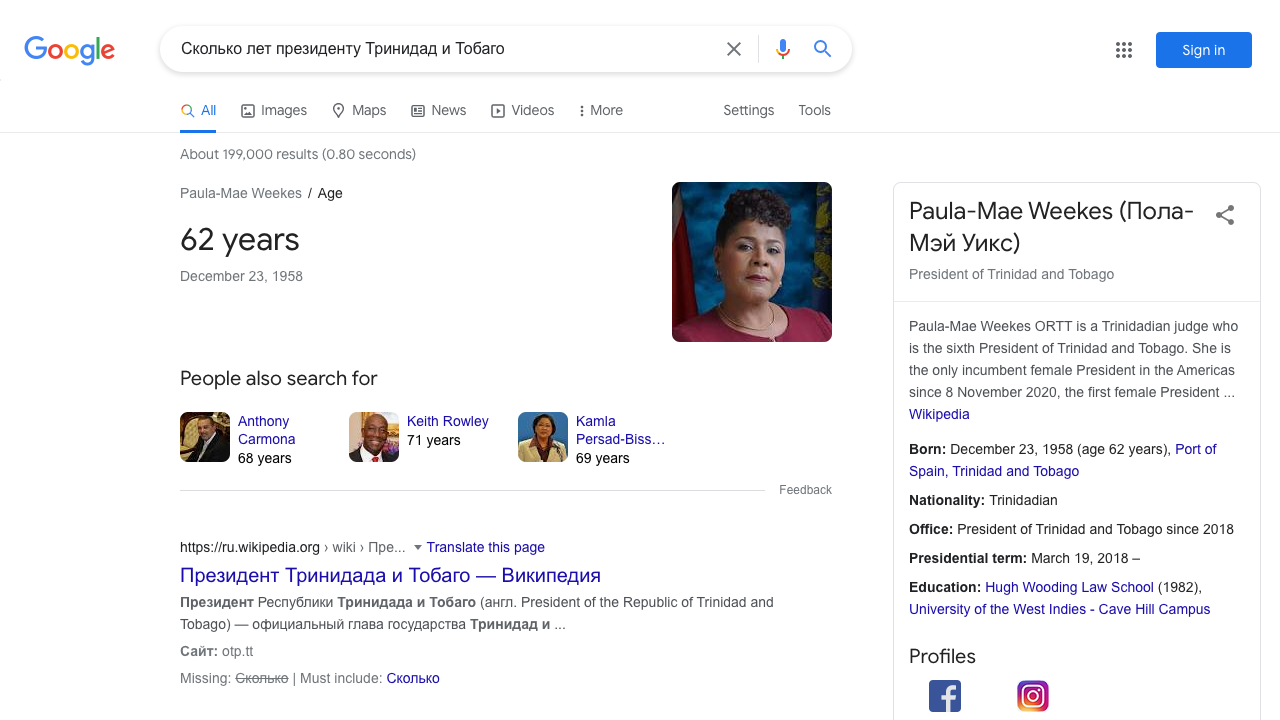 Google
Сколько лет президенту Тринидад и Тобаго
Sign in
All
Images
Maps
News
Videos
More
Settings
Tools
About 199,000 results (0.80 seconds)
Paula-Mae Weekes / Age
62 years
December 23, 1958
People also search for
Anthony
Carmona
68 years
Keith Rowley
71 years
Kamla
Persad-Biss...
69 years
Feedback
https://ru.wikipedia.org › wiki › Пре... Translate this page
Президент Тринидада и Тобаго — Википедия
Президент Республики Тринидада и Тобаго (англ. President of the Republic of Trinidad and
Tobago) — официальный глава государства Тринидад и ...
Сайт: otp.tt
Missing: Сколько | Must include: Сколько
Paula-Mae Weekes (Пола-
Мэй Уикс)
President of Trinidad and Tobago
Paula-Mae Weekes ORTT is a Trinidadian judge who
is the sixth President of Trinidad and Tobago. She is
the only incumbent female President in the Americas
since 8 November 2020, the first female President ...
Wikipedia
Born: December 23, 1958 (age 62 years), Port of
Spain, Trinidad and Tobago
Nationality: Trinidadian
Office: President of Trinidad and Tobago since 2018
Presidential term: March 19, 2018 –
Education: Hugh Wooding Law School (1982),
University of the West Indies - Cave Hill Campus
Profiles